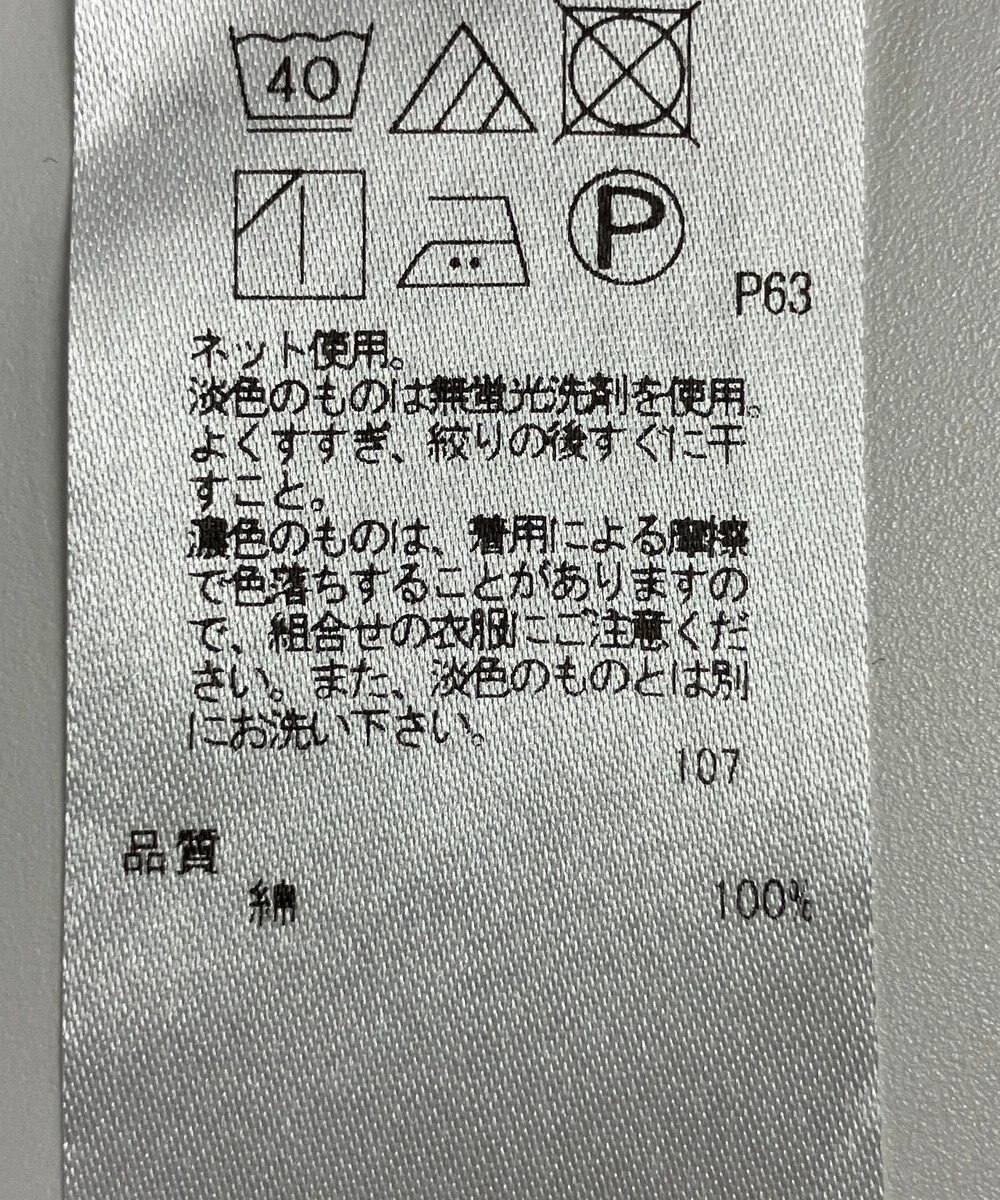 40
P
P63
ネット使用。
淡色のものは無蛍光洗剤を使用。
よくすすぎ、絞りの後すぐに干
すこと。
濃色のものは、着用による摩擦
で色落ちすることがありますの
で、組合せの衣服にご注意くだ
さい。また、淡色のものとは別
にお洗い下さい。
107
品質
綿 100%